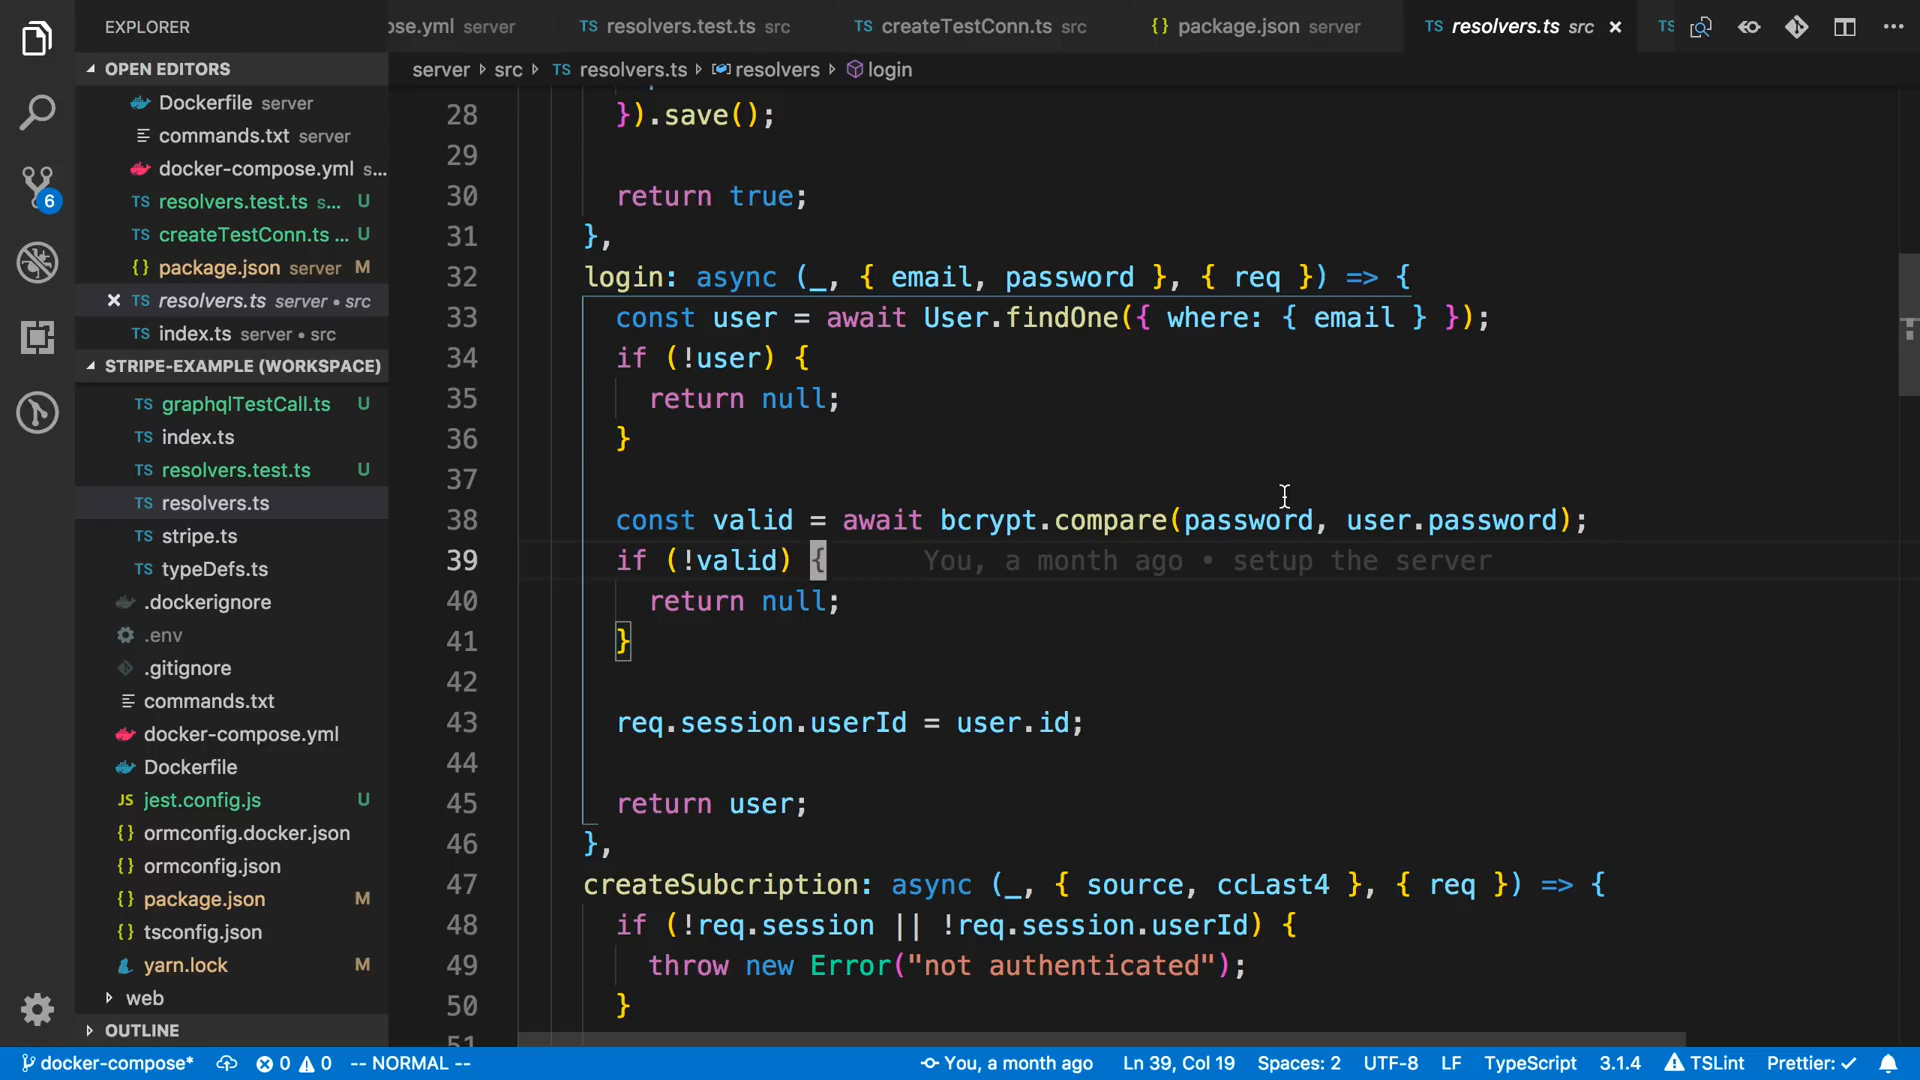 EXPLORER
OPEN EDITORS
Dockerfile server
commands.txt server
docker-compose.yml s...
TS resolvers.test.ts s... U
TS createTestConn.ts ... U
{} package.json server M
TS resolvers.ts server • src
TS index.ts server • src
STRIPE-EXAMPLE (WORKSPACE)
TS graphqlTestCall.ts U
TS index.ts
TS resolvers.test.ts U
TS resolvers.ts
TS stripe.ts
TS typeDefs.ts
.dockerignore
.env
.gitignore
commands.txt
docker-compose.yml
Dockerfile
JS jest.config.js U
{} ormconfig.docker.json
{} ormconfig.json
{} package.json M
{} tsconfig.json
yarn.lock M
web
OUTLINE
6
ose.yml server TS resolvers.test.ts src TS createTestConn.ts src {} package.json server TS resolvers.ts src TS
server src TS resolvers.ts resolvers login
28 }).save();
29
30 return true;
31 },
32 login: async (_, { email, password }, { req }) => {
33 const user = await User.findOne({ where: { email } });
34 if (!user) {
35 return null;
36 }
37
38 const valid = await bcrypt.compare(password, user.password);
39 if (!valid) { You, a month ago • setup the server
40 return null;
41 }
42
43 req.session.userId = user.id;
44
45 return user;
46 },
47 createSubcription: async (_, { source, ccLast4 }, { req }) => {
48 if (!req.session || !req.session.userId) {
49 throw new Error("not authenticated");
50 }
51
docker-compose* 0 0 -- NORMAL -- You, a month ago Ln 39, Col 19 Spaces: 2 UTF-8 LF TypeScript 3.1.4 TSLint Prettier: ✓